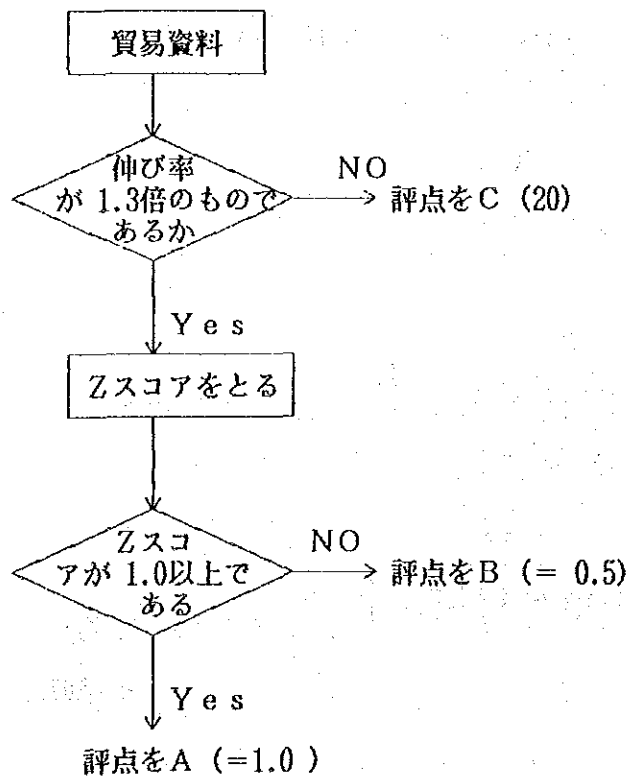 貿易資料
伸び率
が 1.3倍のもので
あるか
NO
評点をC (20)
Yes
Zスコアをとる
Zスコ
アが 1.0以上で
ある
NO
評点をB (= 0.5)
Yes
評点をA (=1.0 )